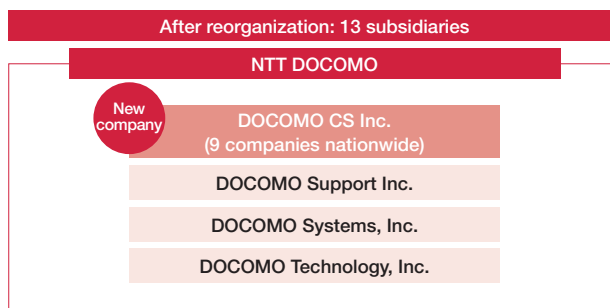 After reorganization: 13 subsidiaries
NTT DOCOMO
New
company
DOCOMO CS Inc.
(9 companies nationwide)
DOCOMO Support Inc.
DOCOMO Systems, Inc.
DOCOMO Technology, Inc.